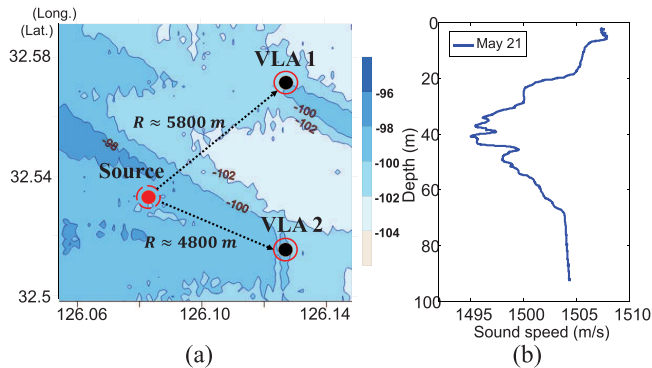 (Long.)
(Lat.)
32.58
32.54
32.5
126.06
126.10
126.14
VLA 1
R ≈ 5800 m
Source
R ≈ 4800 m
VLA 2
-98
-100
-102
-102
-100
-96
-98
-100
-102
-104
(a)
0
20
40
60
80
100
Depth (m)
May 21
1495
1500
1505
1510
Sound speed (m/s)
(b)